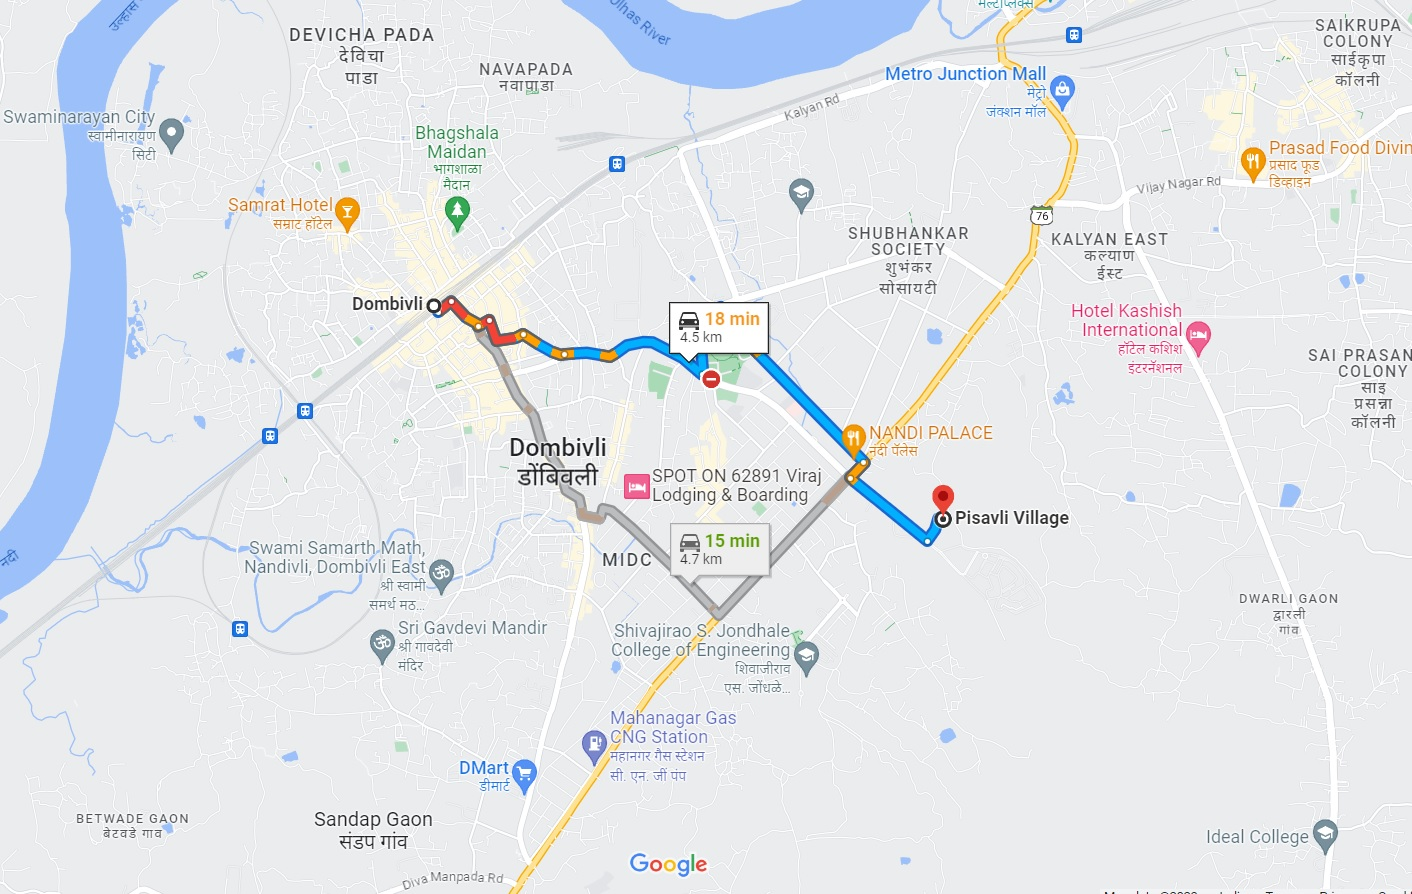 मल्टीप्लेक्स
उल्हास
Ulhas River
DEVICHA PADA
देविचा
पाडा
NAVAPADA
नवापाडा
SAIKRUPA
COLONY
साईकृपा
कॉलनी
Metro Junction Mall
मेट्रो
जंक्शन मॉल
Kalyan Rd
Swaminarayan City
स्वामीनारायण
सिटी
Bhagshala
Maidan
भागशाळा
मैदान
Prasad Food Divin
प्रसाद फूड
डिव्हाइन
Vijay Nagar Rd
Samrat Hotel
सम्राट हॉटेल
76
SHUBHANKAR
SOCIETY
शुभंकर
सोसायटी
KALYAN EAST
कल्याण
ईस्ट
Dombivli
18 min
4.5 km
Hotel Kashish
International
हॉटेल कशिश
इंटरनॅशनल
SAI PRASAN
COLONY
साइ
प्रसन्ना
कॉलनी
NANDI PALACE
नंदी पॅलेस
Dombivli
डोंबिवली
SPOT ON 62891 Viraj
Lodging & Boarding
Pisavli Village
15 min
4.7 km
MIDC
Swami Samarth Math,
Nandivli, Dombivli East
श्री स्वामी
समर्थ मठ...
नदी
DWARLI GAON
द्वारली
गांव
Sri Gavdevi Mandir
श्री गावदेवी
मंदिर
Shivajirao S. Jondhale
College of Engineering
शिवाजीराव
एस. जोंधळे...
Mahanagar Gas
CNG Station
महानगर गैस स्टेशन
सी. एन. जीं पंप
DMart
डीमार्ट
BETWADE GAON
बेटवडे गाव
Sandap Gaon
संडप गांव
Ideal College
Google
Diva Manpada Rd